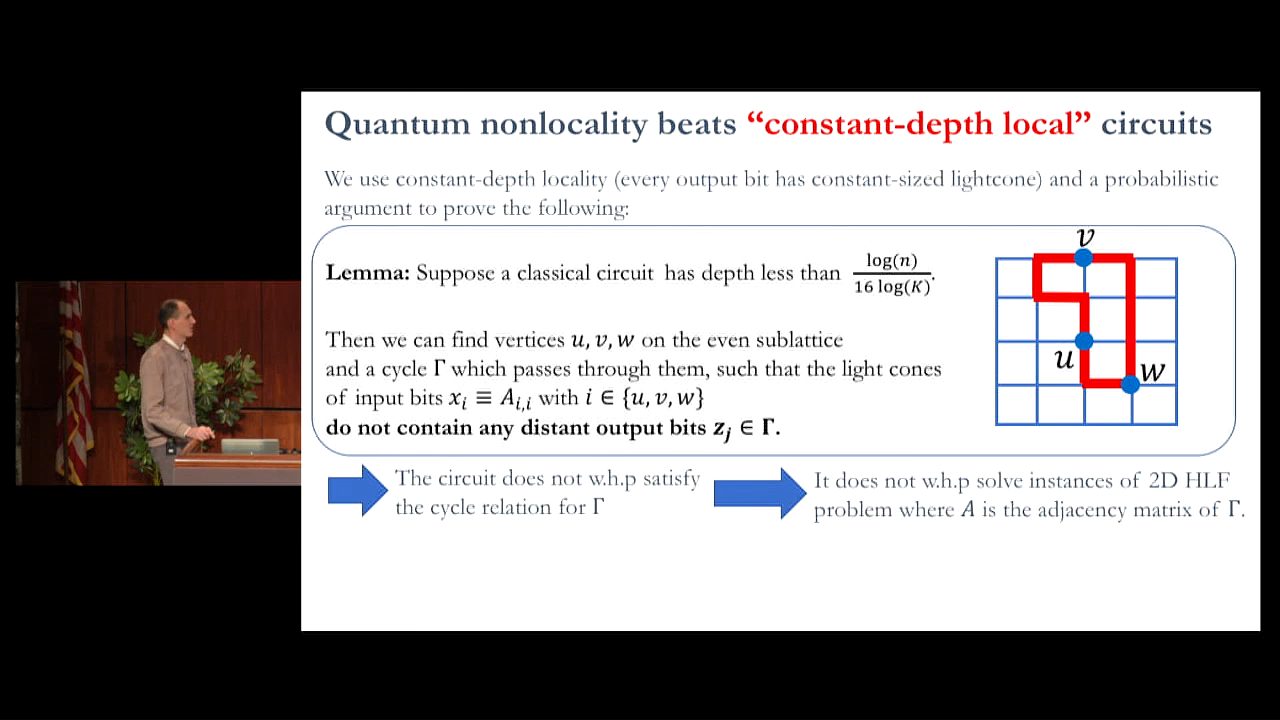 Quantum nonlocality beats “constant-depth local” circuits
We use constant-depth locality (every output bit has constant-sized lightcone) and a probabilistic
argument to prove the following:
Lemma: Suppose a classical circuit has depth less than log(n)/16 log(K).
Then we can find vertices u, v, w on the even sublattice
and a cycle Γ which passes through them, such that the light cones
of input bits xᵢ ≡ Aᵢ,ᵢ with i ∈ {u, v, w}
do not contain any distant output bits zⱼ ∈ Γ.
v
u
w
The circuit does not w.h.p satisfy
the cycle relation for Γ
It does not w.h.p solve instances of 2D HLF
problem where A is the adjacency matrix of Γ.